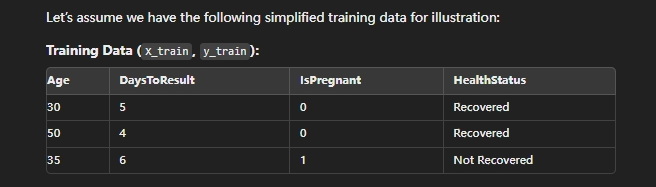 Let's assume we have the following simplified training data for illustration:
Training Data ( X_train, y_train ):
Age DaysToResult IsPregnant HealthStatus
30 5 0 Recovered
50 4 0 Recovered
35 6 1 Not Recovered